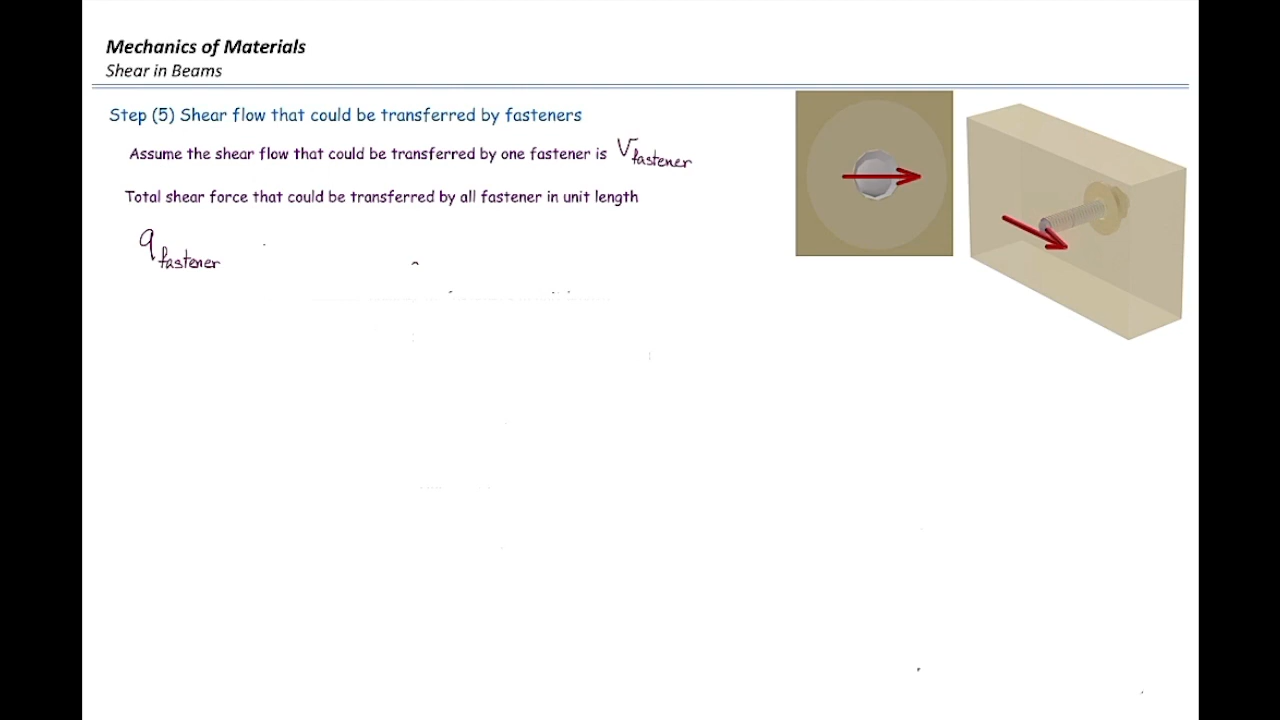 Mechanics of Materials
Shear in Beams
Step (5) Shear flow that could be transferred by fasteners
Assume the shear flow that could be transferred by one fastener is V fastener
Total shear force that could be transferred by all fastener in unit length
q fastener